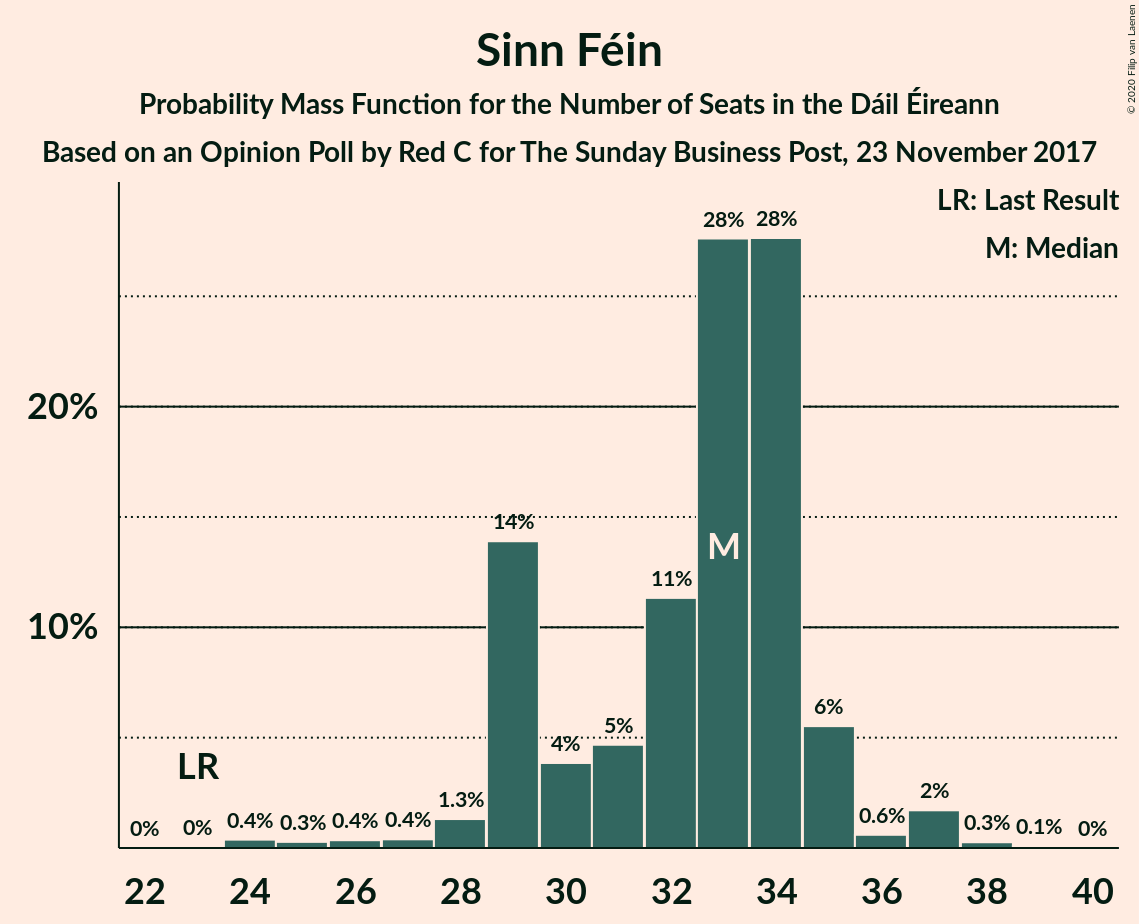 Sinn Féin
Probability Mass Function for the Number of Seats in the Dáil Éireann
Based on an Opinion Poll by Red C for The Sunday Business Post, 23 November 2017
© 2020 Filip van Laenen
LR: Last Result
M: Median
28% 28%
20%
14%
M
11%
10%
6%
5%
4%
LR
2%
1.3%
0.6%
0% 0% 0.4% 0.3% 0.4% 0.4% 0.3% 0.1% 0%
22 24 26 28 30 32 34 36 38 40